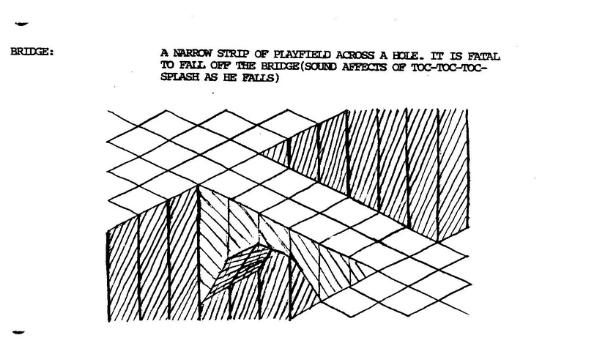 BRIDGE: A NARROW STRIP OF PLAYFIELD ACROSS A HOLE. IT IS FATAL
TO FALL OFF THE BRIDGE(SOUND AFFECTS OF TOC-TOC-TOC-
SPLASH AS HE FALLS)